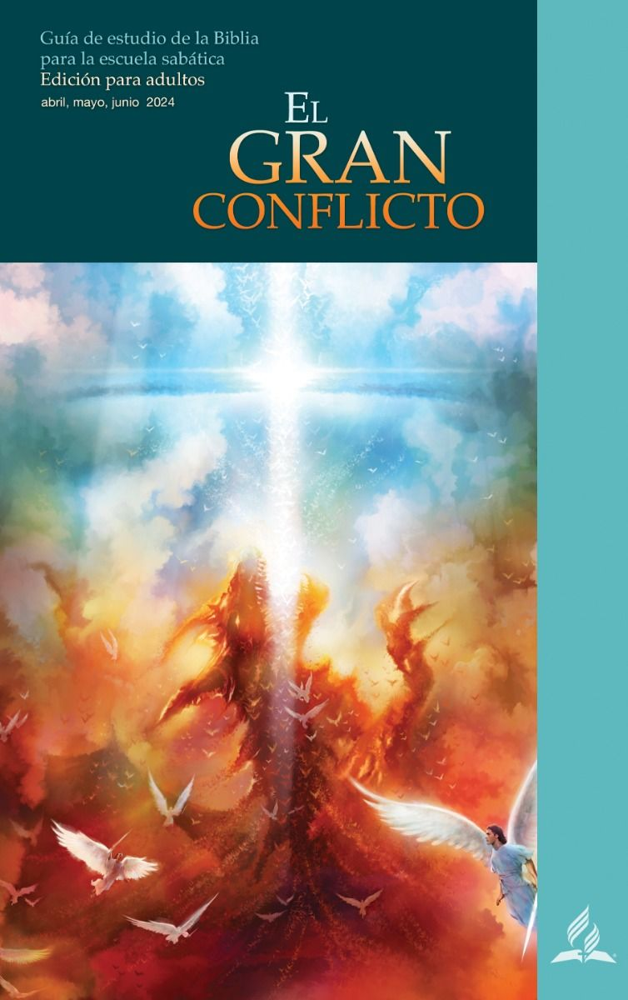 Guía de estudio de la Biblia
para la escuela sabática
Edición para adultos
abril, mayo, junio 2024
EL
GRAN
CONFLICTO